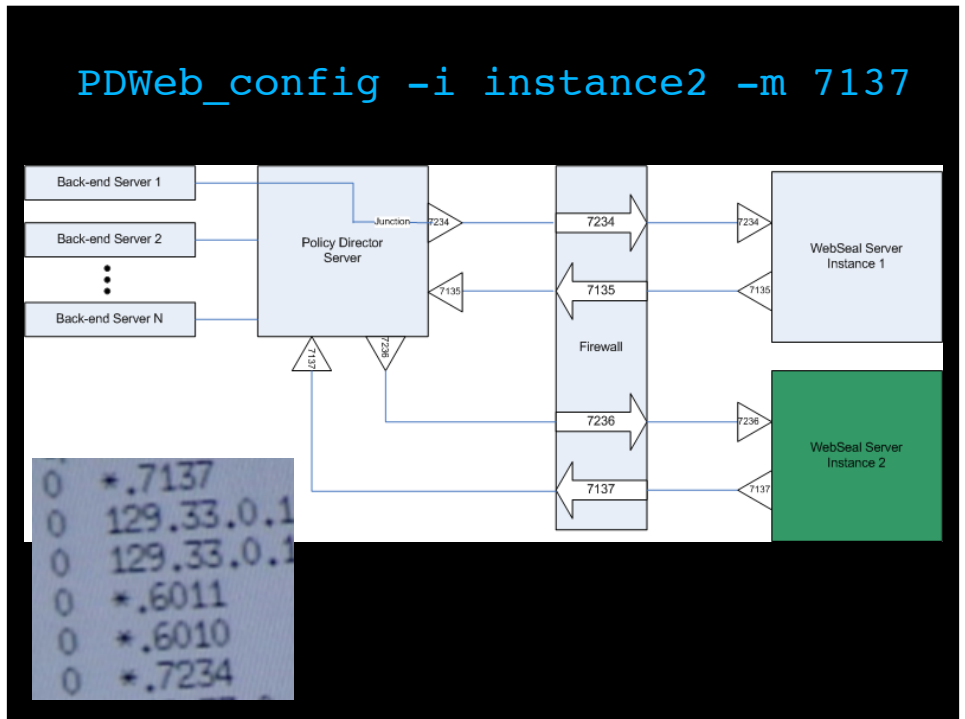 PDWeb_config –i instance2 –m 7137
Back-end Server 1
Back-end Server 2
Back-end Server N
Policy Director
Server
Junction
7234
7135
7137
7236
7234
7135
Firewall
7236
7137
7234
7135
7236
7137
WebSeal Server
Instance 1
WebSeal Server
Instance 2
0 *.7137
0 129.33.0.1
0 129.33.0.1
0 *.6011
0 *.6010
0 *.7234